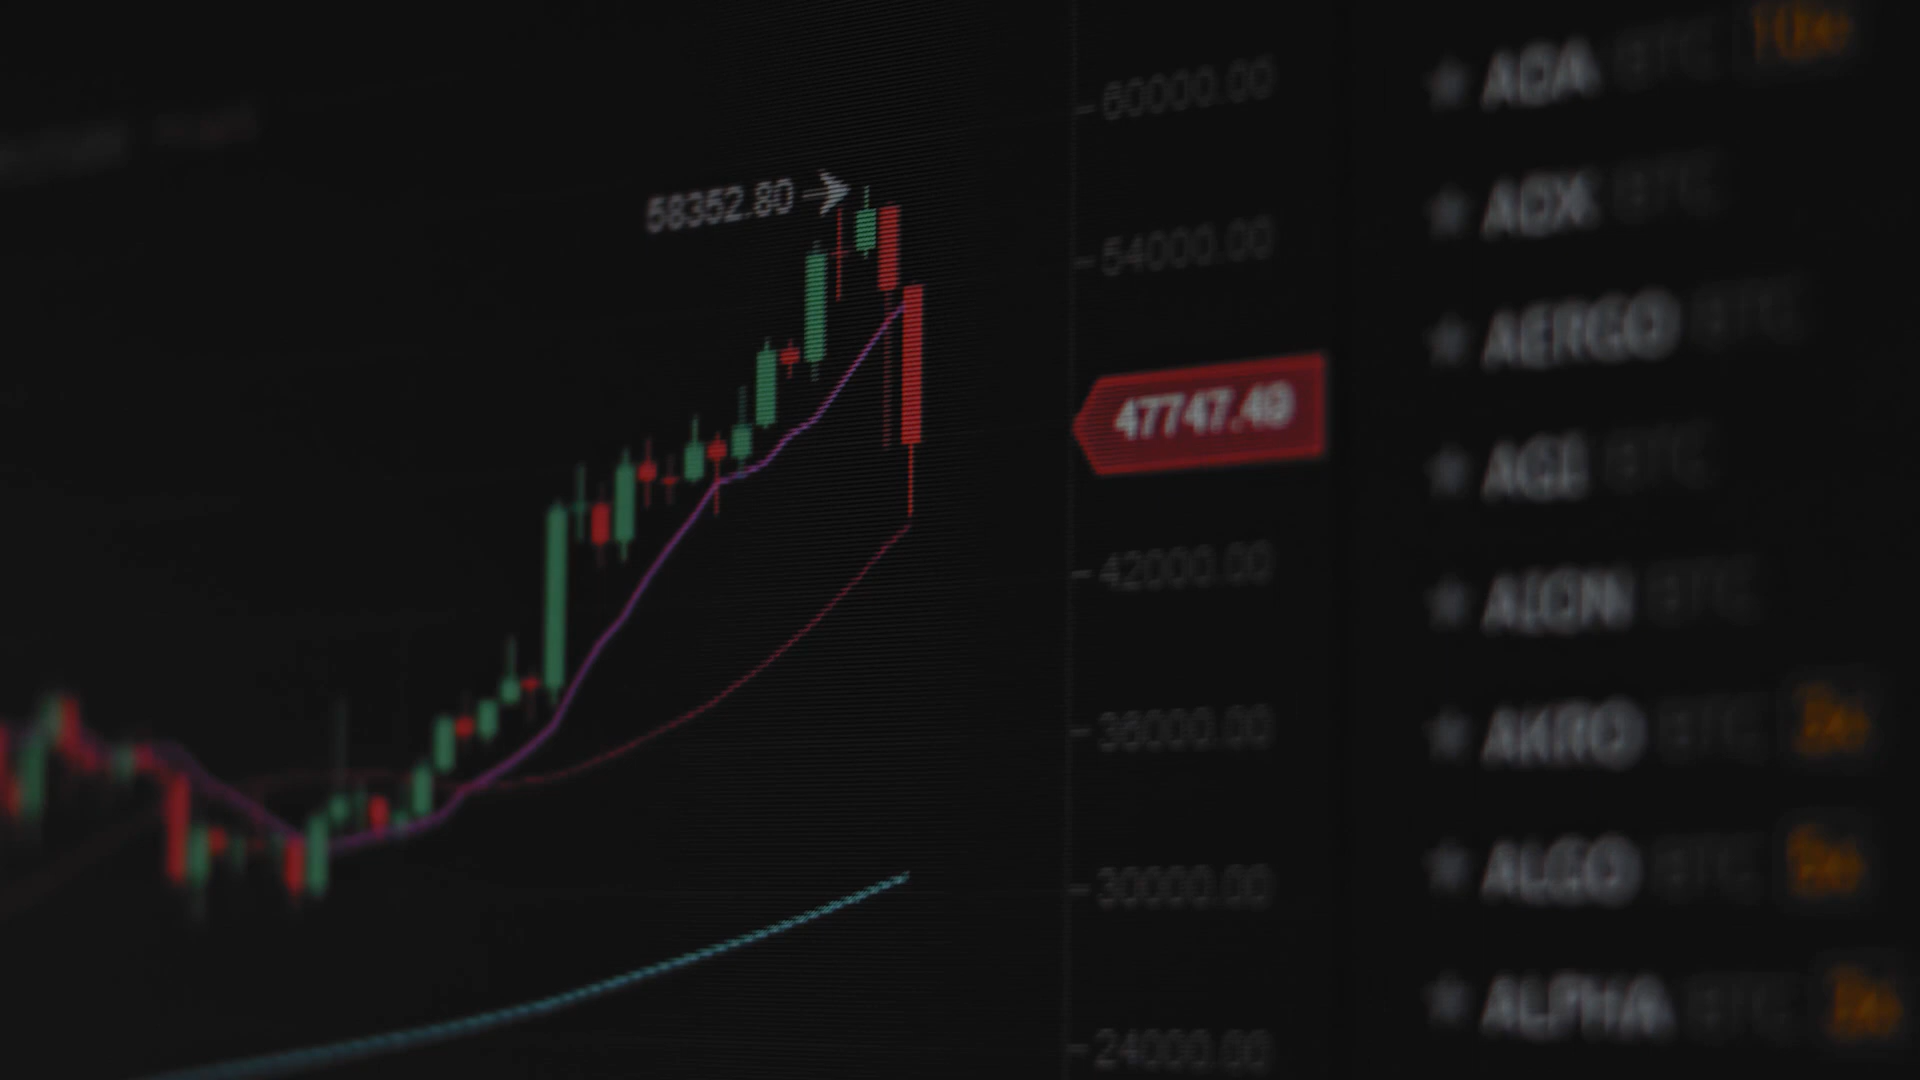 58352.80
60000.00
54000.00
47747.49
42000.00
36000.00
30000.00
24000.00
ADA BTC
ADX BTC
AERGO BTC
AGI BTC
AION BTC
AKRO BTC
ALGO BTC
ALPHA BTC